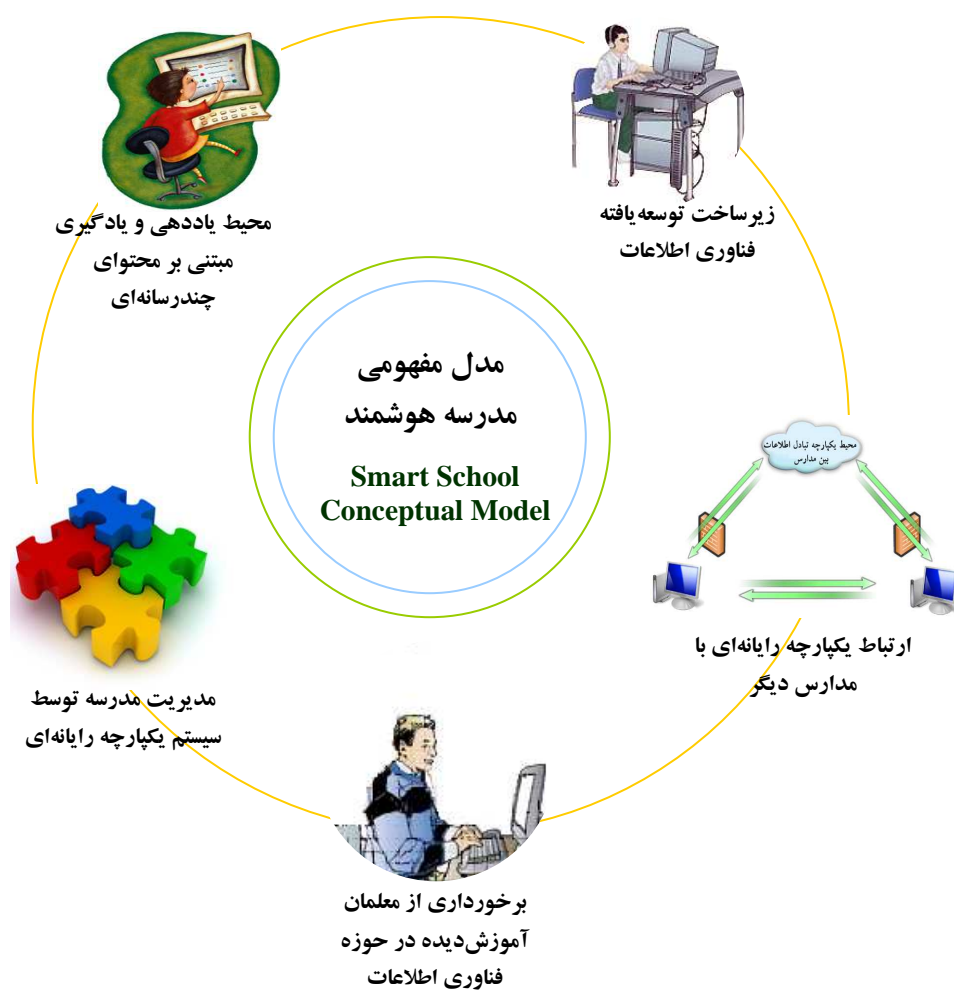 زیرساخت توسعه‌یافته
فناوری اطلاعات
محیط یاددهی و یادگیری
مبتنی بر محتوای
چندرسانه‌ای
مدل مفهومی
مدرسه هوشمند
Smart School
Conceptual Model
محیط یکپارچه تبادل اطلاعات
بین مدارس
ارتباط یکپارچه رایانه‌ای با
مدارس دیگر
مدیریت مدرسه توسط
سیستم یکپارچه رایانه‌ای
برخورداری از معلمان
آموزش‌دیده در حوزه
فناوری اطلاعات